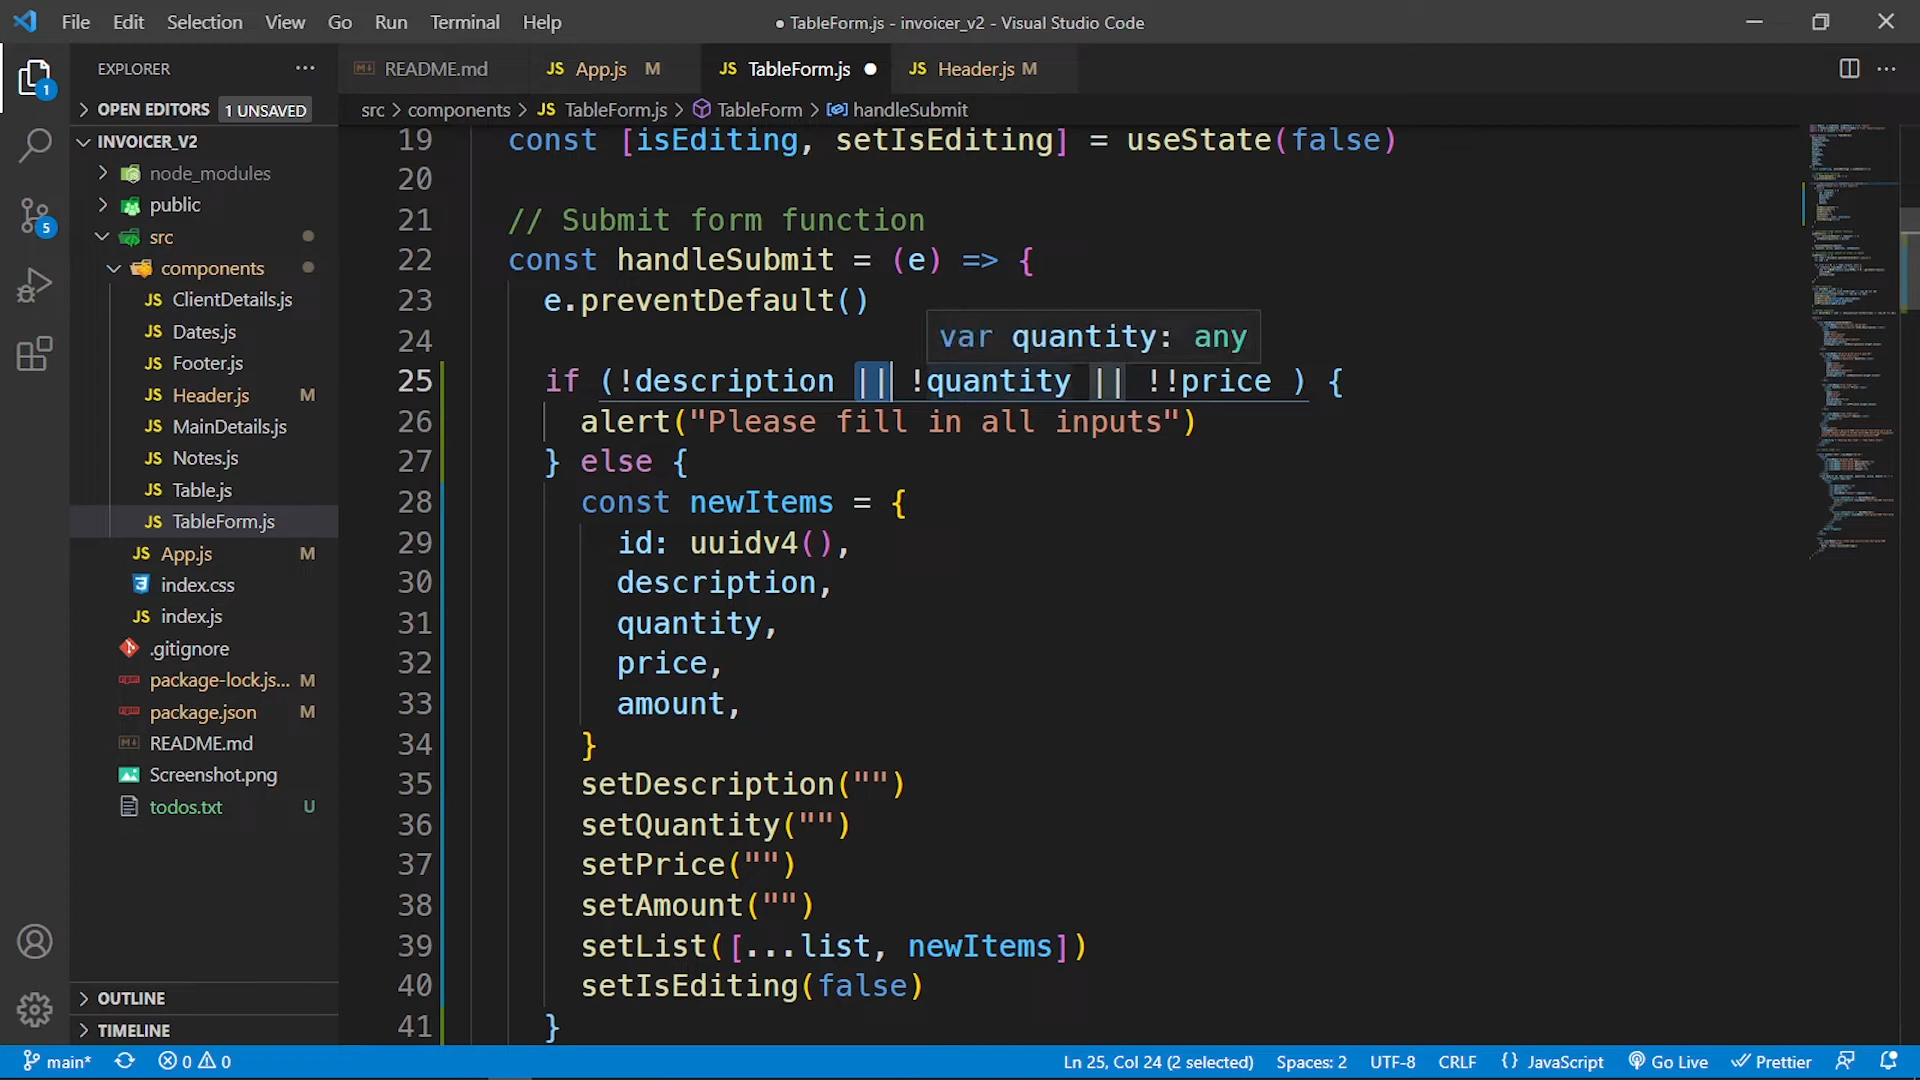 File Edit Selection View Go Run Terminal Help
● TableForm.js - invoicer_v2 - Visual Studio Code
EXPLORER ...
README.md
JS App.js M
JS TableForm.js ●
JS Header.js M
OPEN EDITORS 1 UNSAVED
src > components > JS TableForm.js > TableForm > handleSubmit
1
5
INVOICER_V2
node_modules
public
src
components
JS ClientDetails.js
JS Dates.js
JS Footer.js
JS Header.js M
JS MainDetails.js
JS Notes.js
JS Table.js
JS TableForm.js
JS App.js M
index.css
JS index.js
.gitignore
package-lock.js... M
package.json M
README.md
Screenshot.png
todos.txt U
OUTLINE
TIMELINE
19 const [isEditing, setIsEditing] = useState(false)
20
21 // Submit form function
22 const handleSubmit = (e) => {
23 e.preventDefault()
24
var quantity: any
25 if (!description || !quantity || !!price ) {
26 alert("Please fill in all inputs")
27 } else {
28 const newItems = {
29 id: uuidv4(),
30 description,
31 quantity,
32 price,
33 amount,
34 }
35 setDescription("")
36 setQuantity("")
37 setPrice("")
38 setAmount("")
39 setList([...list, newItems])
40 setIsEditing(false)
41 }
main* 0 0 Ln 25, Col 24 (2 selected) Spaces: 2 UTF-8 CRLF {} JavaScript Go Live Prettier